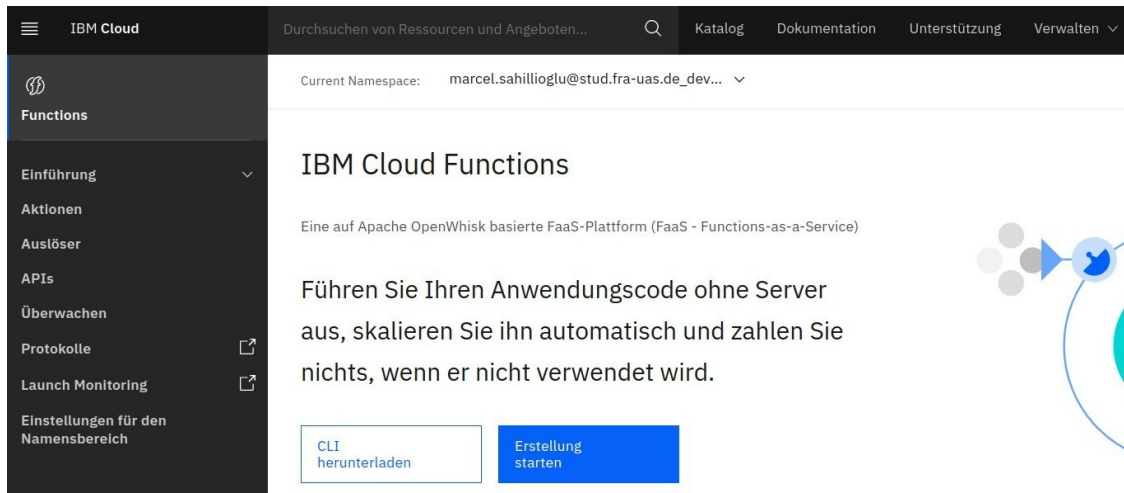 IBM Cloud
Durchsuchen von Ressourcen und Angeboten...
Katalog
Dokumentation
Unterstützung
Verwalten
Functions
Einführung
Aktionen
Auslöser
APIs
Überwachen
Protokolle
Launch Monitoring
Einstellungen für den
Namensbereich
Current Namespace: marcel.sahillioglu@stud.fra-uas.de_dev...
IBM Cloud Functions
Eine auf Apache OpenWhisk basierte FaaS-Plattform (FaaS - Functions-as-a-Service)
Führen Sie Ihren Anwendungscode ohne Server
aus, skalieren Sie ihn automatisch und zahlen Sie
nichts, wenn er nicht verwendet wird.
CLI
herunterladen
Erstellung
starten